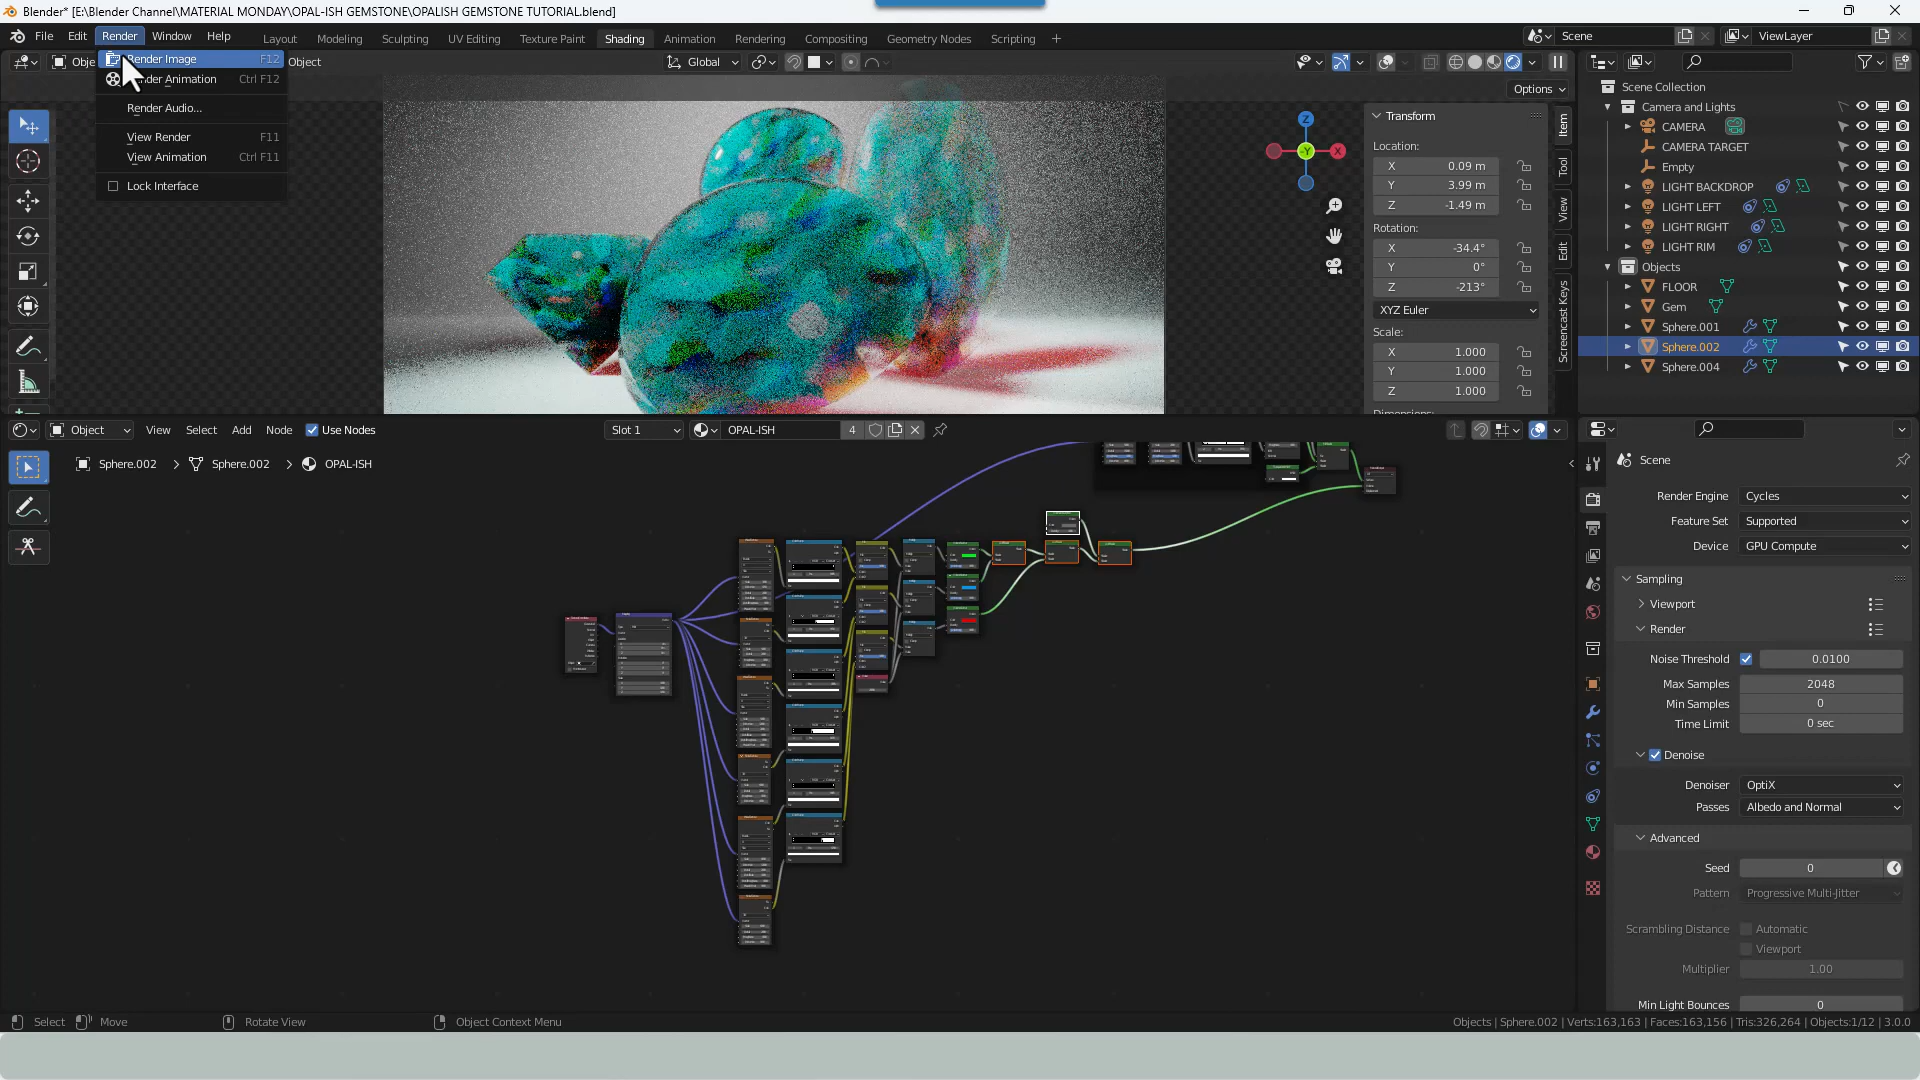 Blender* [E:\Blender Channel\MATERIAL MONDAY\OPAL-ISH GEMSTONE\OPALISH GEMSTONE TUTORIAL.blend]
File Edit Render Window Help Layout Modeling Sculpting UV Editing Texture Paint Shading Animation Rendering Compositing Geometry Nodes Scripting + Scene ViewLayer
Render Image F12
Ctrl F12
Render Audio...
View Render F11
View Animation Ctrl F11
Lock Interface
Object Global
Options
Transform
Location:
X 0.09 m
Y 3.99 m
Z -1.49 m
Rotation:
X -34.4°
Y 0°
Z -213°
XYZ Euler
Scale:
X 1.000
Y 1.000
Z 1.000
Item
Tool
View
Edit
Screencast Keys
Z
-Y
X
Scene Collection
Camera and Lights
CAMERA
CAMERA TARGET
Empty
LIGHT BACKDROP
LIGHT LEFT
LIGHT RIGHT
LIGHT RIM
Objects
FLOOR
Gem
Sphere.001
Sphere.002
Sphere.004
Object View Select Add Node Use Nodes Slot 1 OPAL-ISH 4
Sphere.002 > Sphere.002 > OPAL-ISH
Scene
Render Engine Cycles
Feature Set Supported
Device GPU Compute
Sampling
Viewport
Render
Noise Threshold 0.0100
Max Samples 2048
Min Samples 0
Time Limit 0 sec
Denoise
Denoiser OptiX
Passes Albedo and Normal
Advanced
Seed 0
Pattern Progressive Multi-Jitter
Scrambling Distance Automatic
Viewport
Multiplier 1.00
Min Light Bounces 0
Select Move Rotate View Object Context Menu Objects | Sphere.002 | Verts:163,163 | Faces:163,156 | Tris:326,264 | Objects:1/12 | 3.0.0